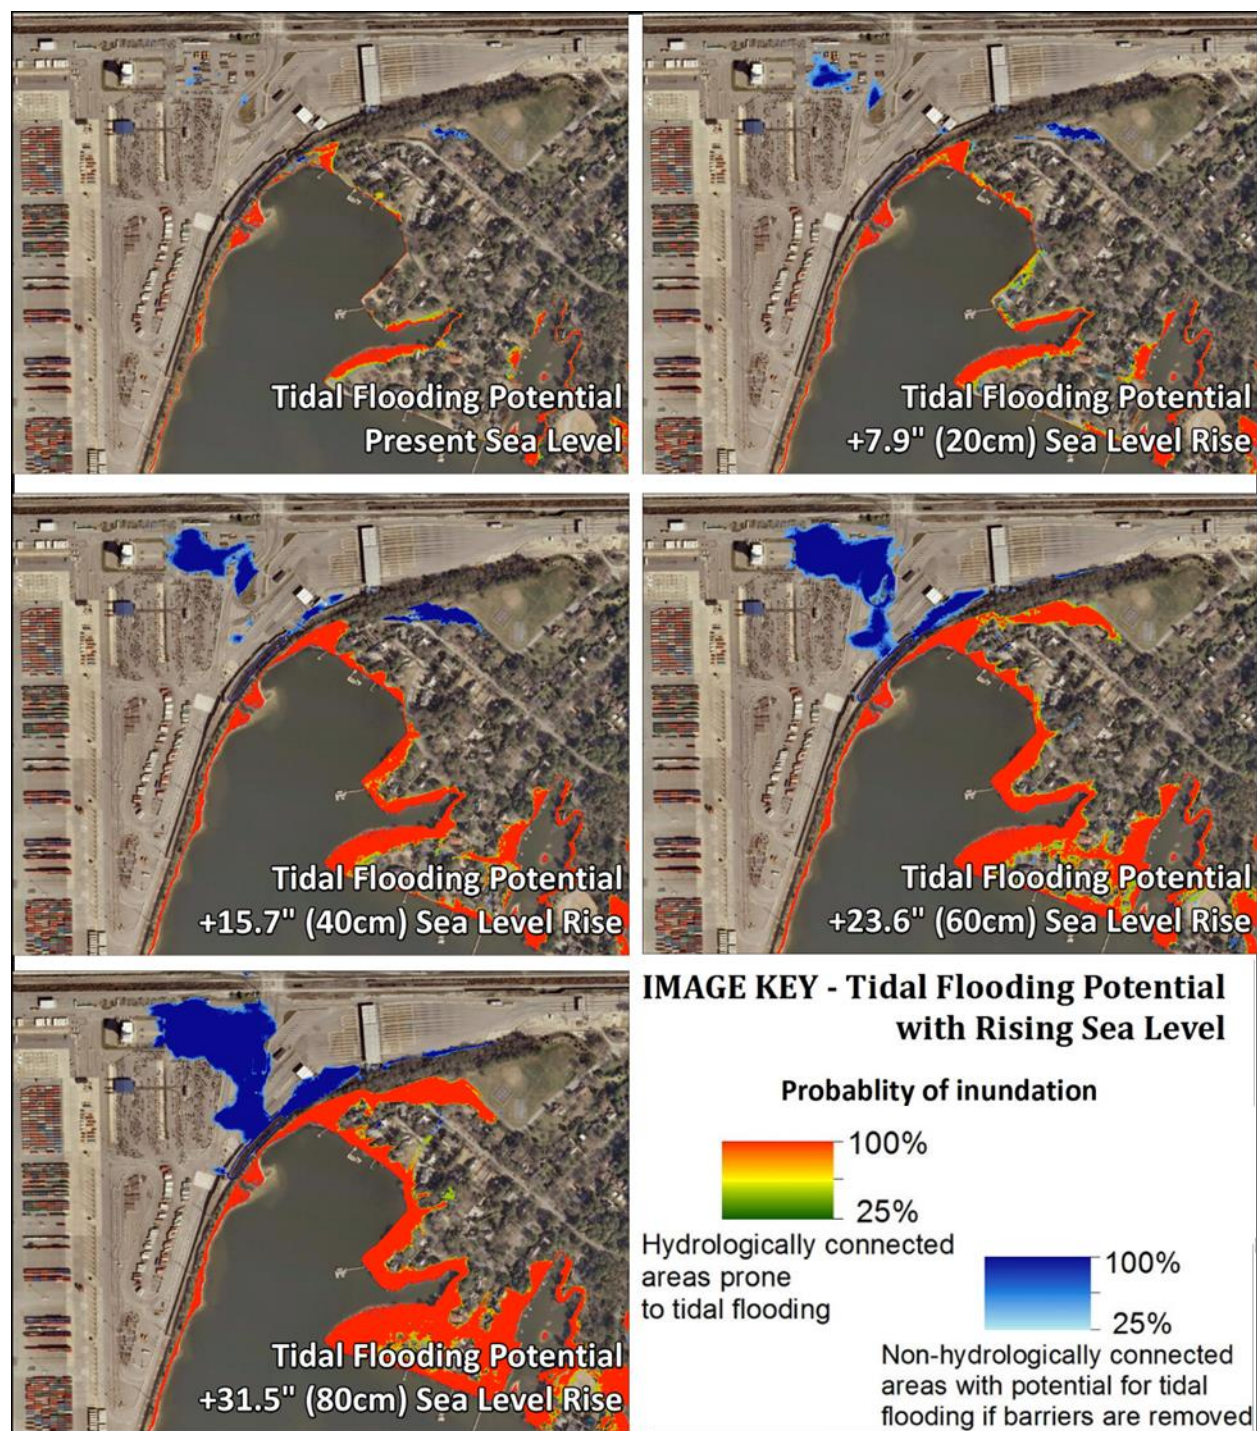 Tidal Flooding Potential
Present Sea Level
Tidal Flooding Potential
+7.9" (20cm) Sea Level Rise
Tidal Flooding Potential
+15.7" (40cm) Sea Level Rise
Tidal Flooding Potential
+23.6" (60cm) Sea Level Rise
Tidal Flooding Potential
+31.5" (80cm) Sea Level Rise
IMAGE KEY - Tidal Flooding Potential
with Rising Sea Level
Probablity of inundation
100%
25%
Hydrologically connected
areas prone
to tidal flooding
100%
25%
Non-hydrologically connected
areas with potential for tidal
flooding if barriers are removed